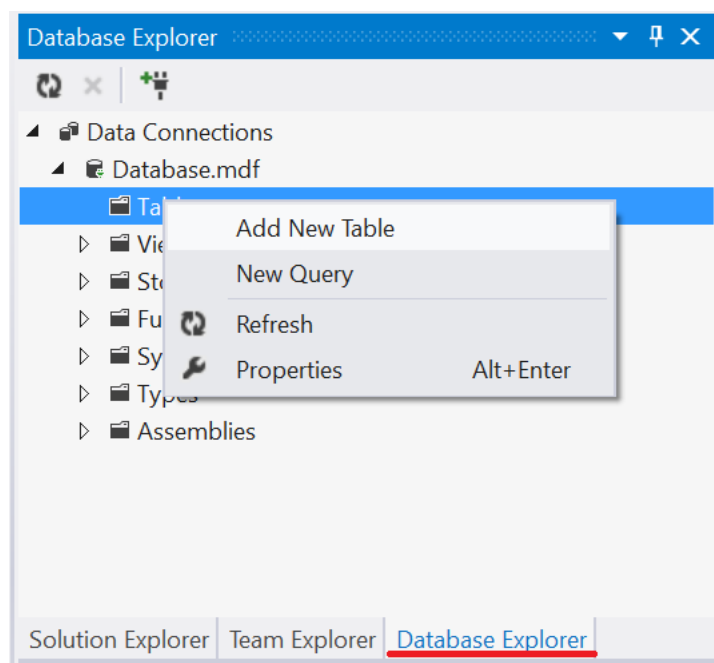 Database Explorer
Data Connections
Database.mdf
Add New Table
New Query
Refresh
Properties Alt+Enter
Assemblies
Solution Explorer Team Explorer Database Explorer